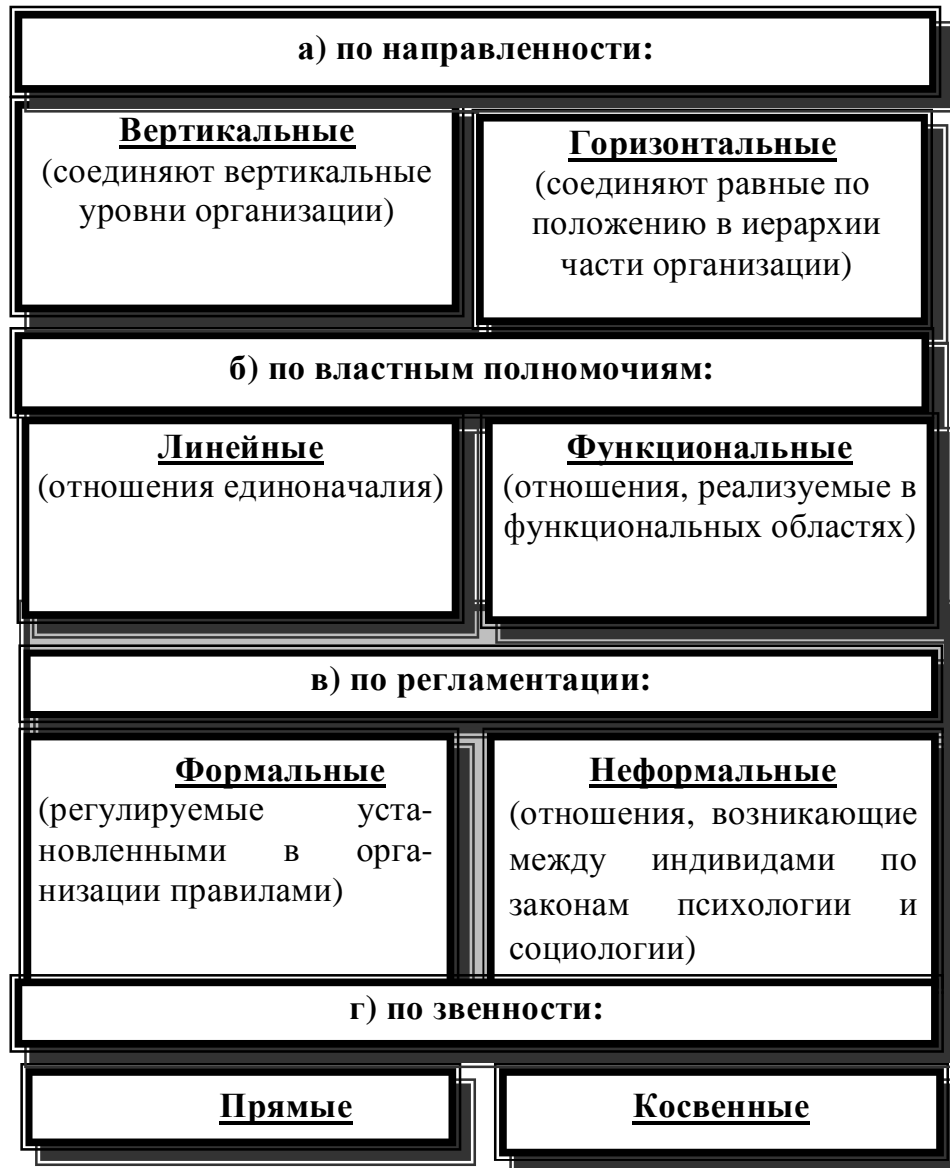 а) по направленности:
Вертикальные
(соединяют вертикальные
уровни организации)
Горизонтальные
(соединяют равные по
положению в иерархии
части организации)
б) по властным полномочиям:
Линейные
(отношения единоначалия)
Функциональные
(отношения, реализуемые в
функциональных областях)
в) по регламентации:
Формальные
(регулируемые уста-
новленными в орга-
низации правилами)
Неформальные
(отношения, возникающие
между индивидами по
законам психологии и
социологии)
г) по звенности:
Прямые
Косвенные